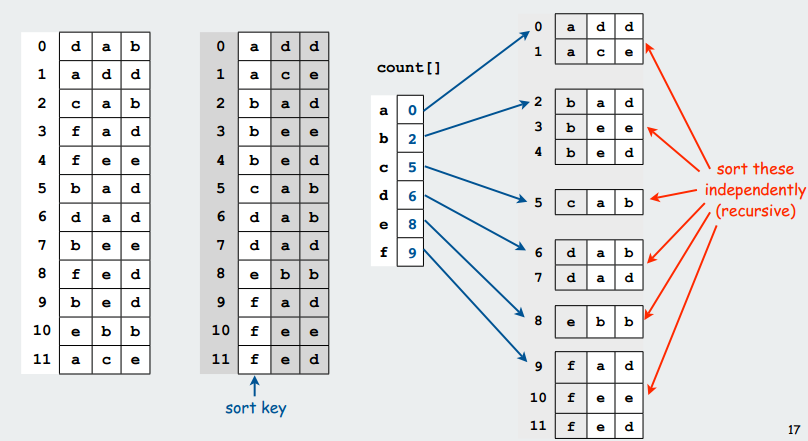 0 d a b
1 a d d
2 c a b
3 f a d
4 f e e
5 b a d
6 d a d
7 b e e
8 f e d
9 b e d
10 e b b
11 a c e
0 a d d
1 a c e
2 b a d
3 b e e
4 b e d
5 c a b
6 d a b
7 d a d
8 e b b
9 f a d
10 f e e
11 f e d
sort key
count[]
a 0
b 2
c 5
d 6
e 8
f 9
0 a d d
1 a c e
2 b a d
3 b e e
4 b e d
5 c a b
6 d a b
7 d a d
8 e b b
9 f a d
10 f e e
11 f e d
sort these
independently
(recursive)
17